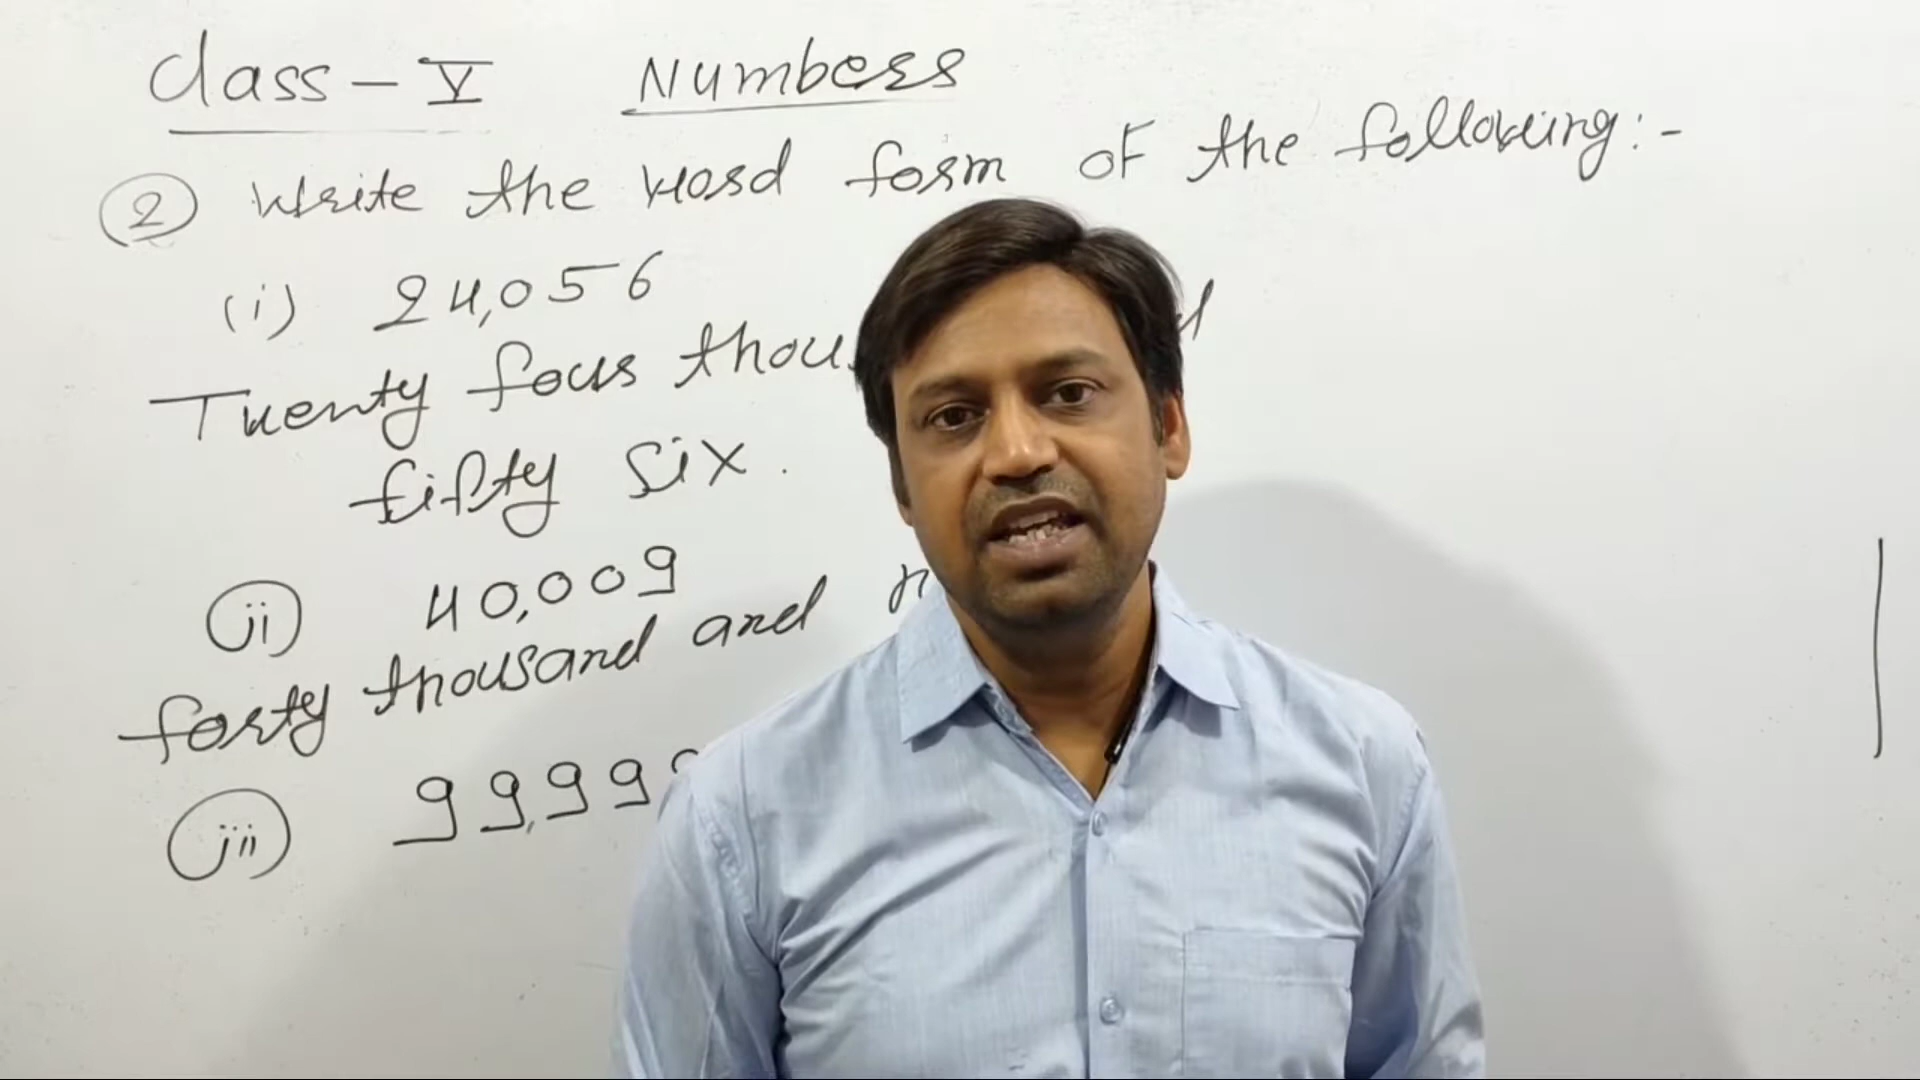 Class - V Numbers
2 Write the word form of the following:-
(i) 24,056
Twenty four thou
fifty six.
(ii) 40,009
forty thousand and n
(iii) 99,99